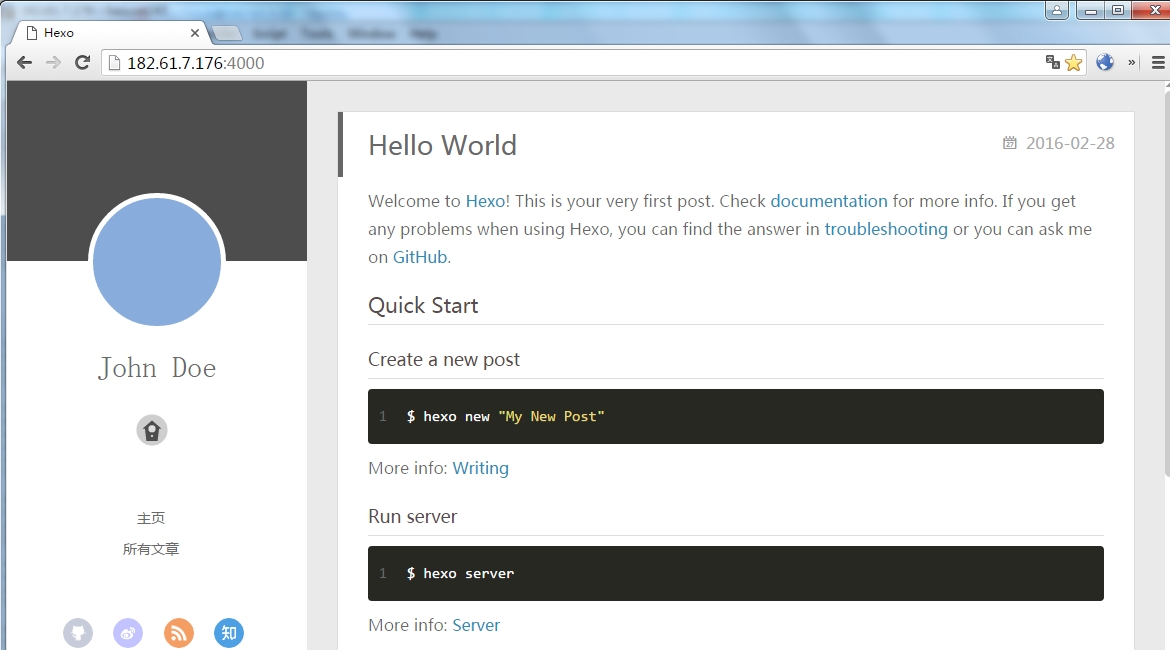 Script Tools Window Help
Hexo
182.61.7.176:4000
John Doe
主页
所有文章
知
Hello World
2016-02-28
Welcome to Hexo! This is your very first post. Check documentation for more info. If you get
any problems when using Hexo, you can find the answer in troubleshooting or you can ask me
on GitHub.
Quick Start
Create a new post
1 $ hexo new "My New Post"
More info: Writing
Run server
1 $ hexo server
More info: Server